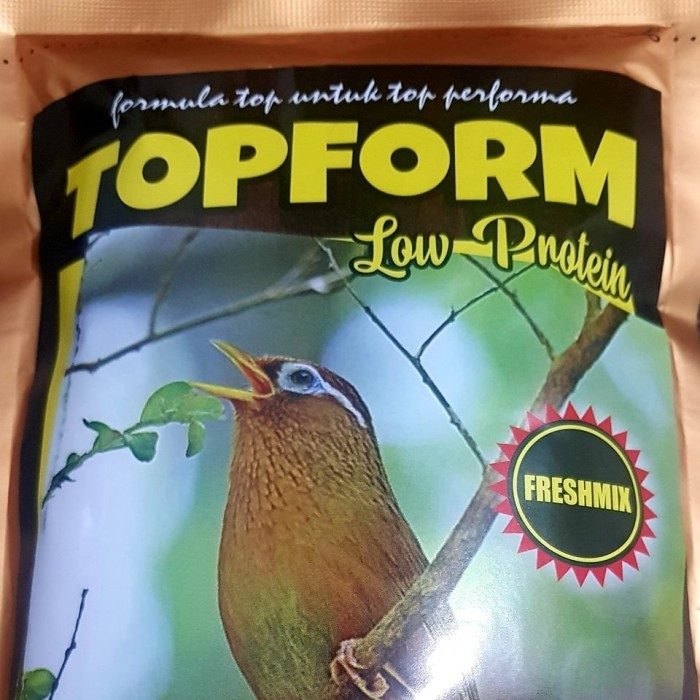 formula top untuk top performa
TOPFORM
Low Protein
FRESHMIX